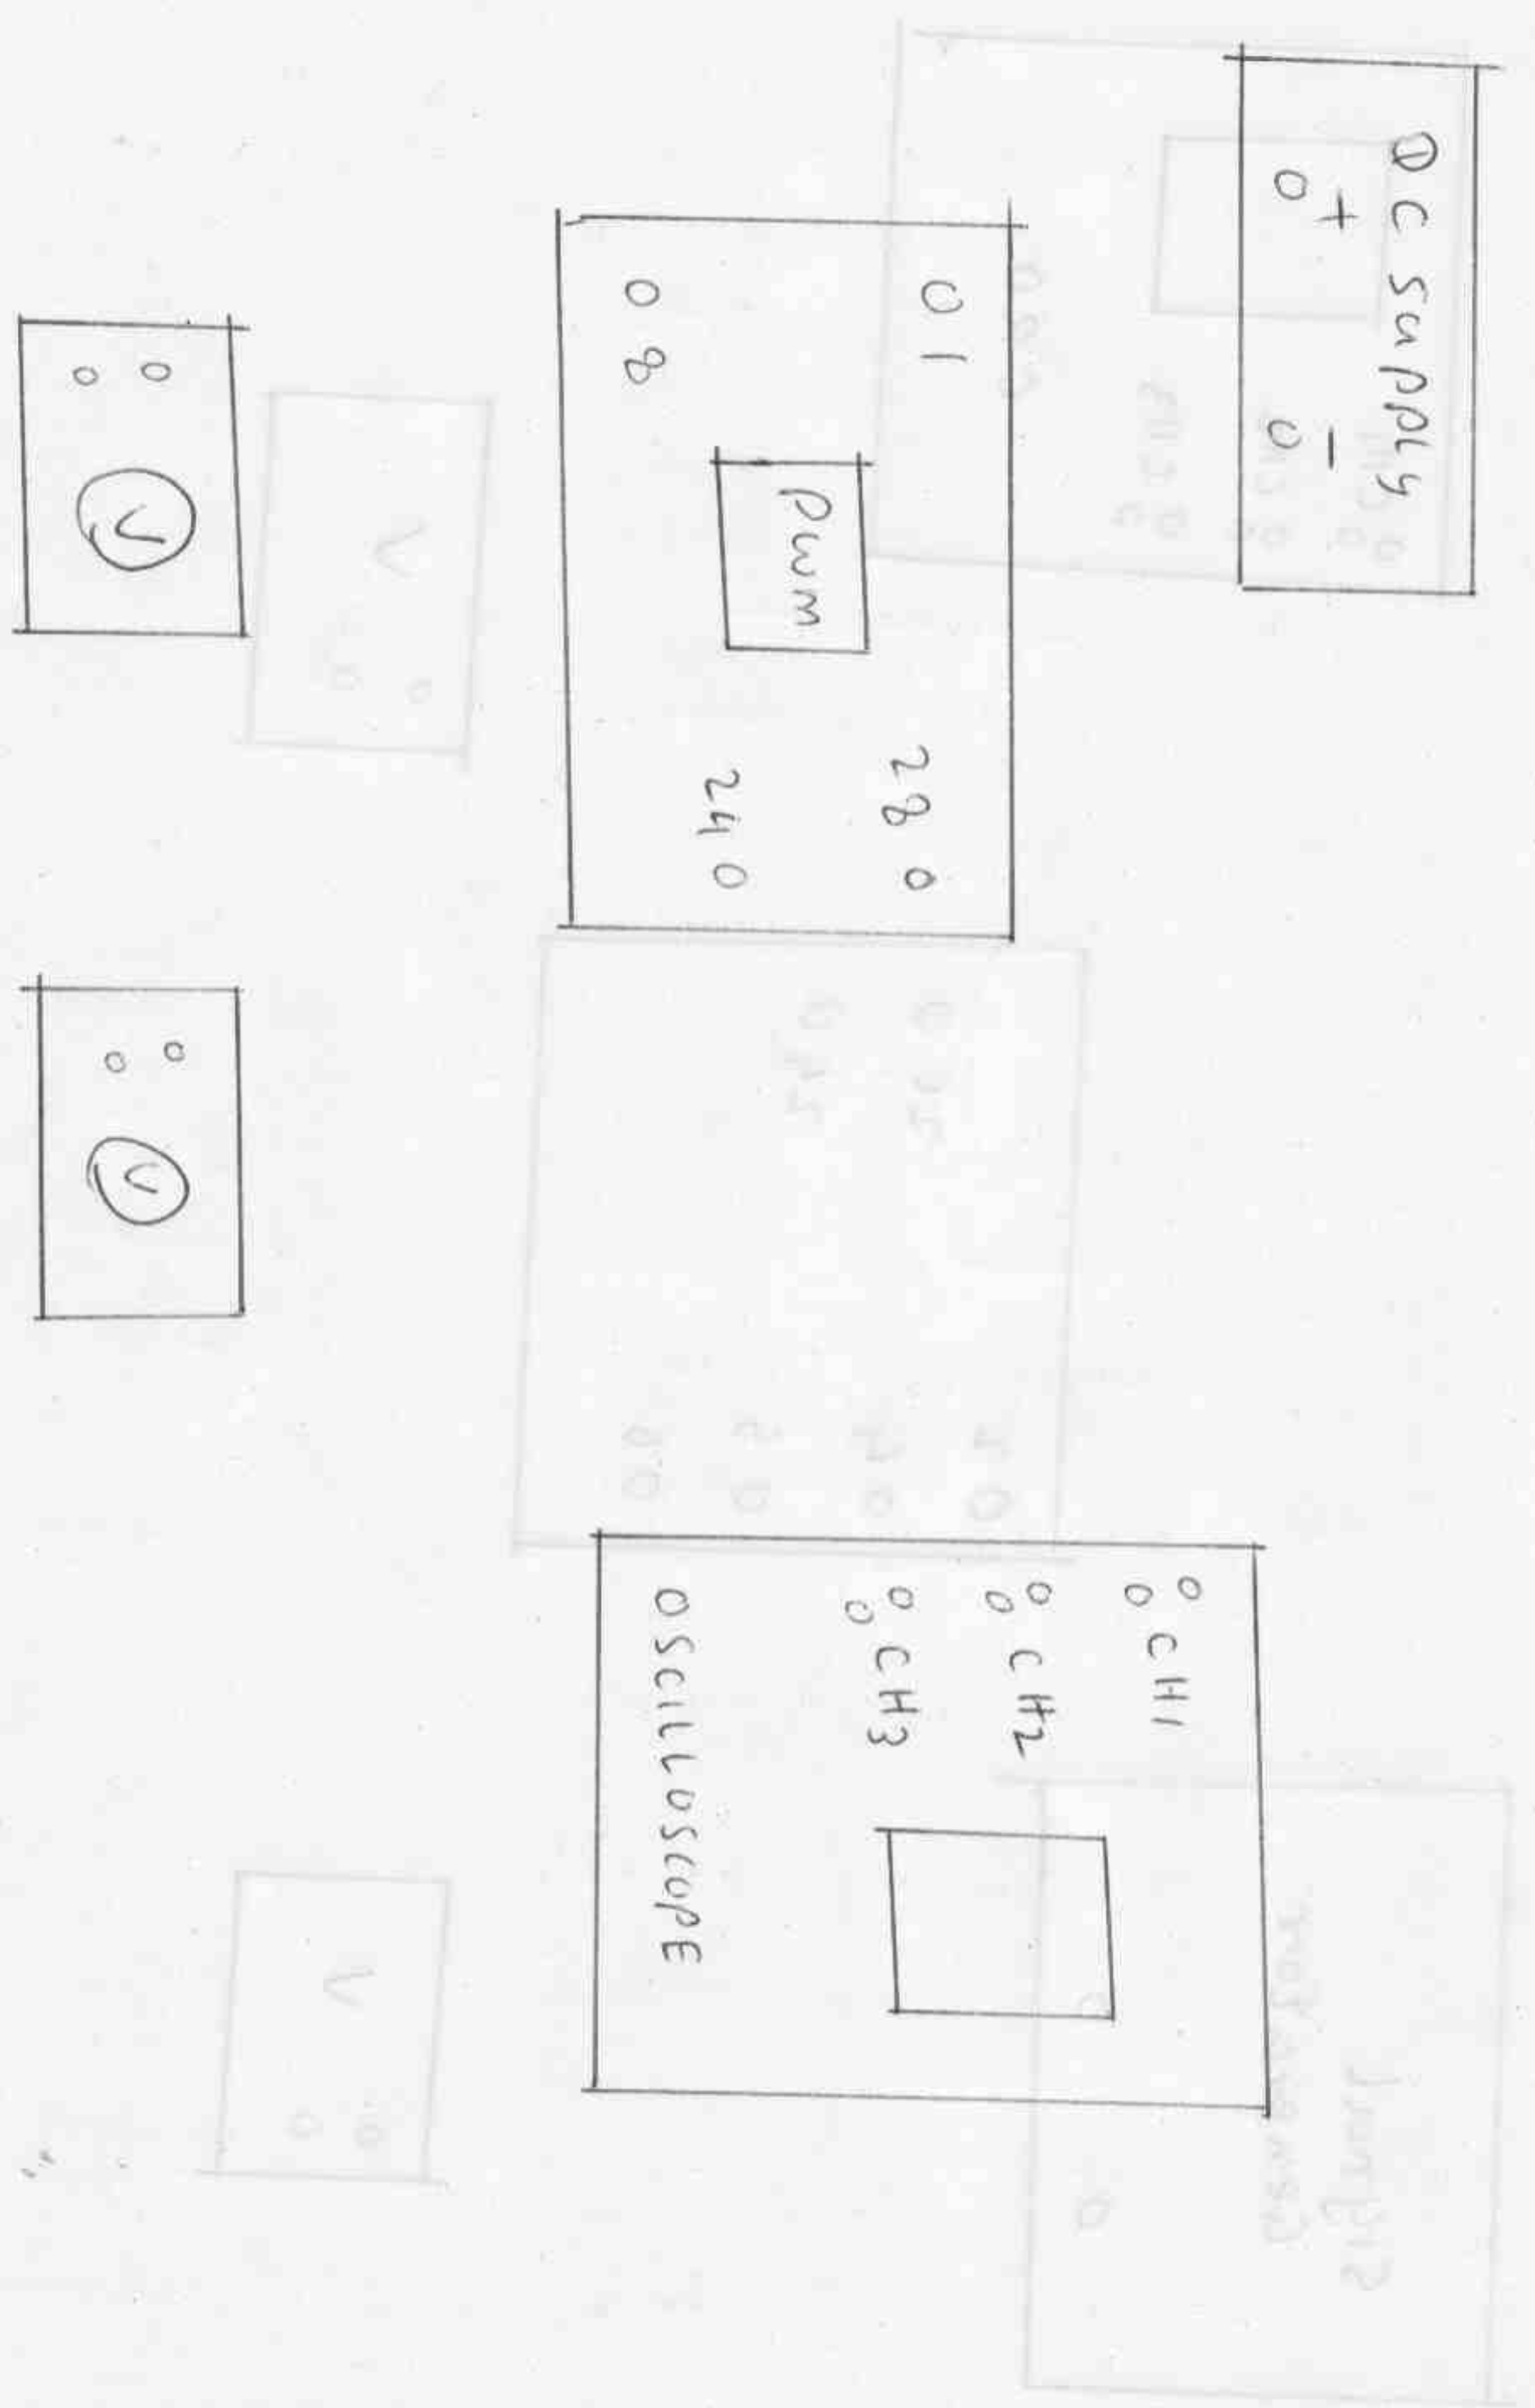 DC Supply
+ -
O O
O 1
28 O
PWM
24 O
O 8
O O CH1
O O CH2
O O CH3
OSCILLOSCOPE
O O V
O O V